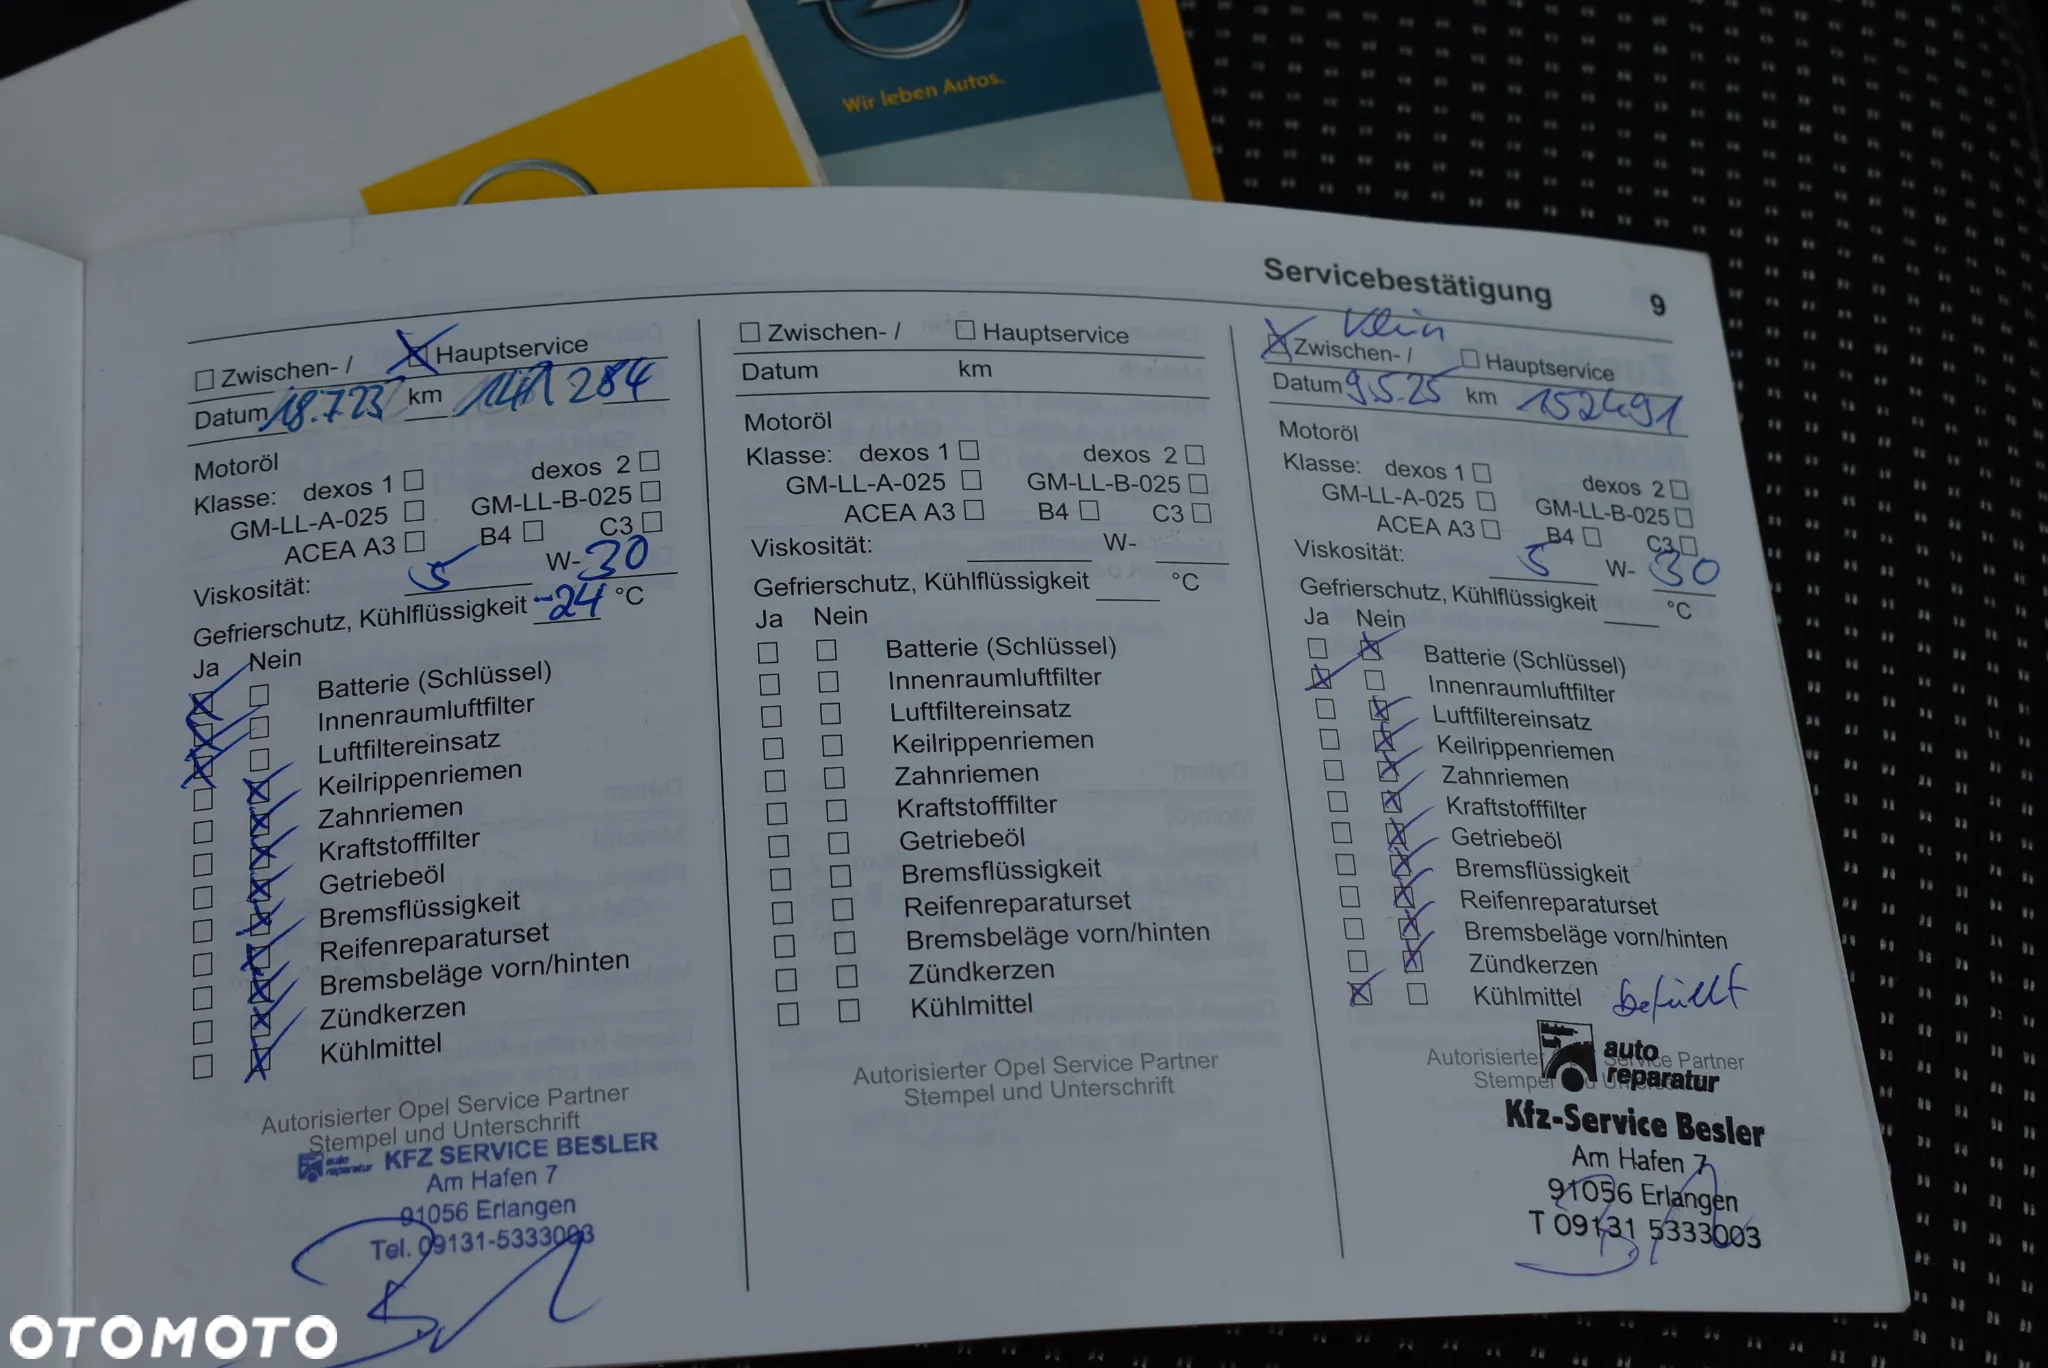 Wir leben Autos.
Servicebestätigung 9
Zwischen- / Hauptservice
Datum 18.7.23 km 141 284
Motoröl
Klasse: dexos 1 dexos 2
GM-LL-A-025 GM-LL-B-025
ACEA A3 B4 C3
Viskosität: 5 W- 30
Gefrierschutz, Kühlflüssigkeit -24 °C
Ja Nein
Batterie (Schlüssel)
Innenraumluftfilter
Luftfiltereinsatz
Keilrippenriemen
Zahnriemen
Kraftstofffilter
Getriebeöl
Bremsflüssigkeit
Reifenreparaturset
Bremsbeläge vorn/hinten
Zündkerzen
Kühlmittel
Autorisierter Opel Service Partner
Stempel und Unterschrift
auto reparatur KFZ SERVICE BESLER
Am Hafen 7
91056 Erlangen
Tel. 09131-5333003
Zwischen- / Hauptservice
Datum km
Motoröl
Klasse: dexos 1 dexos 2
GM-LL-A-025 GM-LL-B-025
ACEA A3 B4 C3
Viskosität: W-
Gefrierschutz, Kühlflüssigkeit °C
Ja Nein
Batterie (Schlüssel)
Innenraumluftfilter
Luftfiltereinsatz
Keilrippenriemen
Zahnriemen
Kraftstofffilter
Getriebeöl
Bremsflüssigkeit
Reifenreparaturset
Bremsbeläge vorn/hinten
Zündkerzen
Kühlmittel
Autorisierter Opel Service Partner
Stempel und Unterschrift
Klein
Zwischen- / Hauptservice
Datum 9.5.25 km 152491
Motoröl
Klasse: dexos 1 dexos 2
GM-LL-A-025 GM-LL-B-025
ACEA A3 B4 C3
Viskosität: 5 W- 30
Gefrierschutz, Kühlflüssigkeit °C
Ja Nein
Batterie (Schlüssel)
Innenraumluftfilter
Luftfiltereinsatz
Keilrippenriemen
Zahnriemen
Kraftstofffilter
Getriebeöl
Bremsflüssigkeit
Reifenreparaturset
Bremsbeläge vorn/hinten
Zündkerzen
Kühlmittel befüllt
Autorisierter Service Partner
Stempel
auto
reparatur
Kfz-Service Besler
Am Hafen 7
91056 Erlangen
T 09131 5333003
OTOMOTO